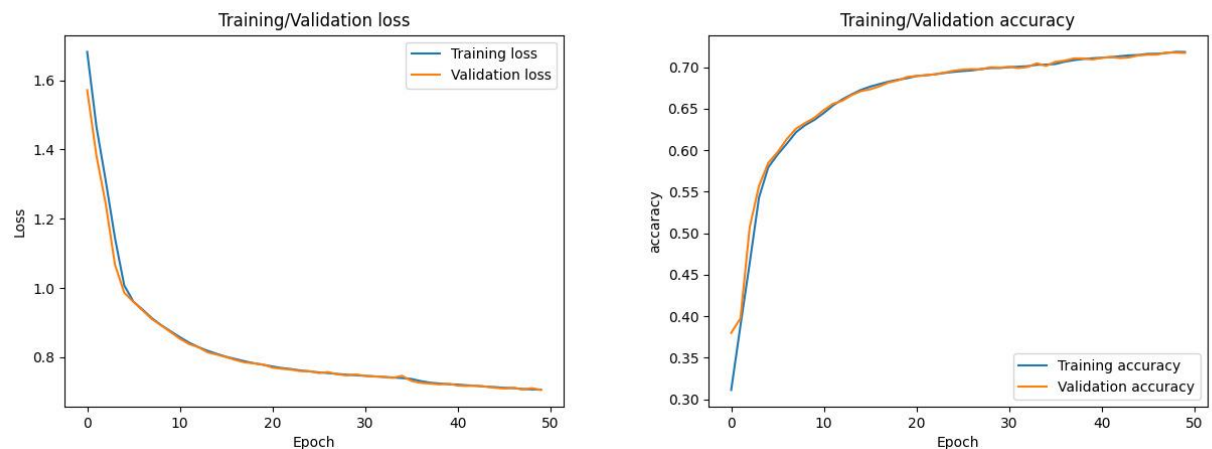 Training/Validation loss
Training loss
Validation loss
1.6
1.4
1.2
1.0
0.8
Loss
0 10 20 30 40 50
Epoch
Training/Validation accuracy
0.70
0.65
0.60
0.55
0.50
0.45
0.40
0.35
0.30
accaracy
Training accuracy
Validation accuracy
0 10 20 30 40 50
Epoch